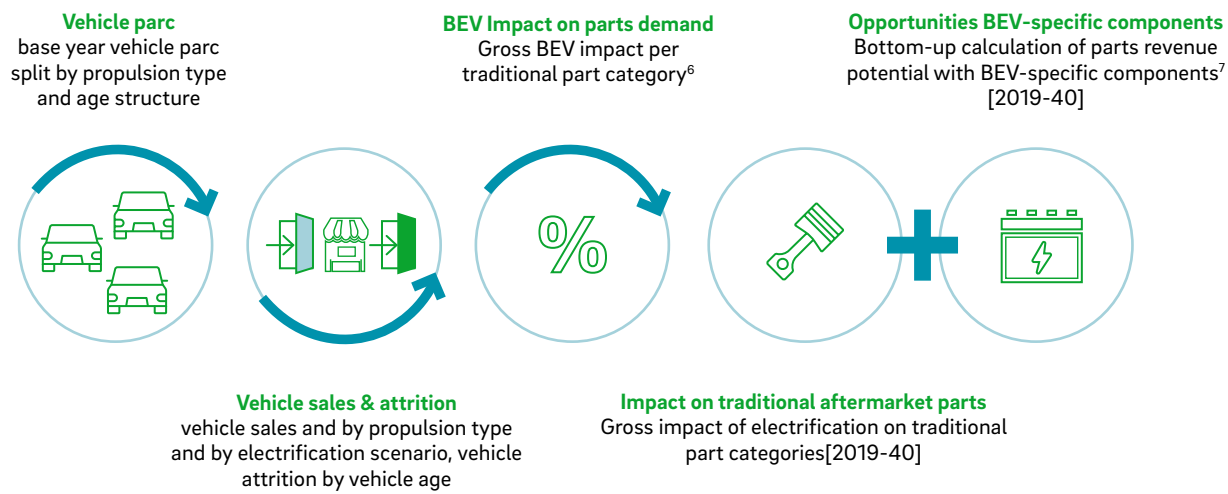 Vehicle parc
base year vehicle parc
split by propulsion type
and age structure
BEV Impact on parts demand
Gross BEV impact per
traditional part category⁶
Opportunities BEV-specific components
Bottom-up calculation of parts revenue
potential with BEV-specific components⁷
[2019-40]
%
Vehicle sales & attrition
vehicle sales and by propulsion type
and by electrification scenario, vehicle
attrition by vehicle age
Impact on traditional aftermarket parts
Gross impact of electrification on traditional
part categories[2019-40]